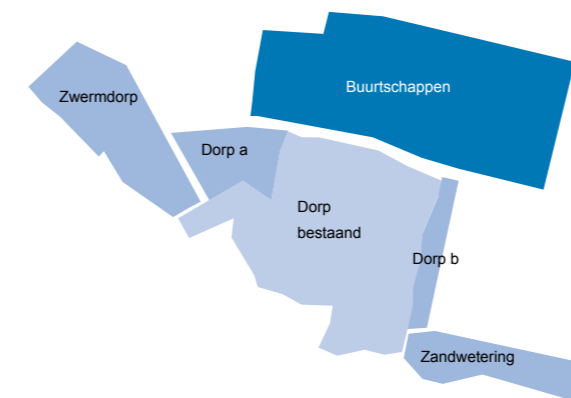 Buurtschappen
Zwermdorp
Dorp a
Dorp
bestaand
Dorp b
Zandwetering